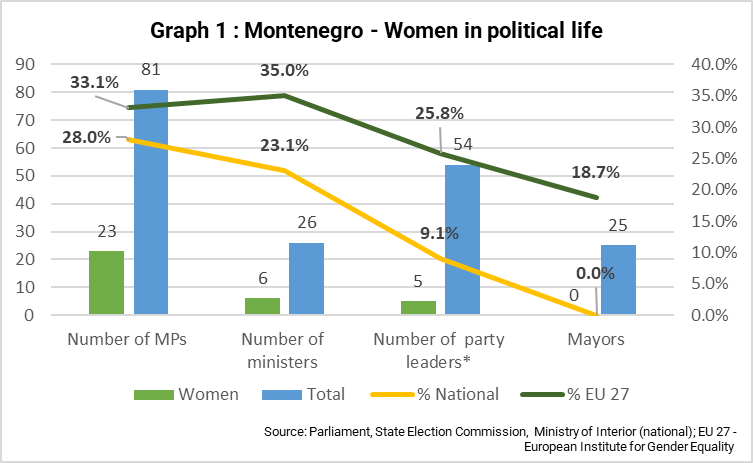 Graph 1 : Montenegro - Women in political life
90
80
70
60
50
40
30
20
10
0
40.0%
35.0%
30.0%
25.0%
20.0%
15.0%
10.0%
5.0%
0.0%
33.1%
35.0%
25.8%
18.7%
28.0%
23.1%
9.1%
0.0%
23
81
6
26
5
54
0
25
Number of MPs
Number of
ministers
Number of party
leaders*
Mayors
Women
Total
% National
% EU 27
Source: Parliament, State Election Commission, Ministry of Interior (national); EU 27 -
European Institute for Gender Equality